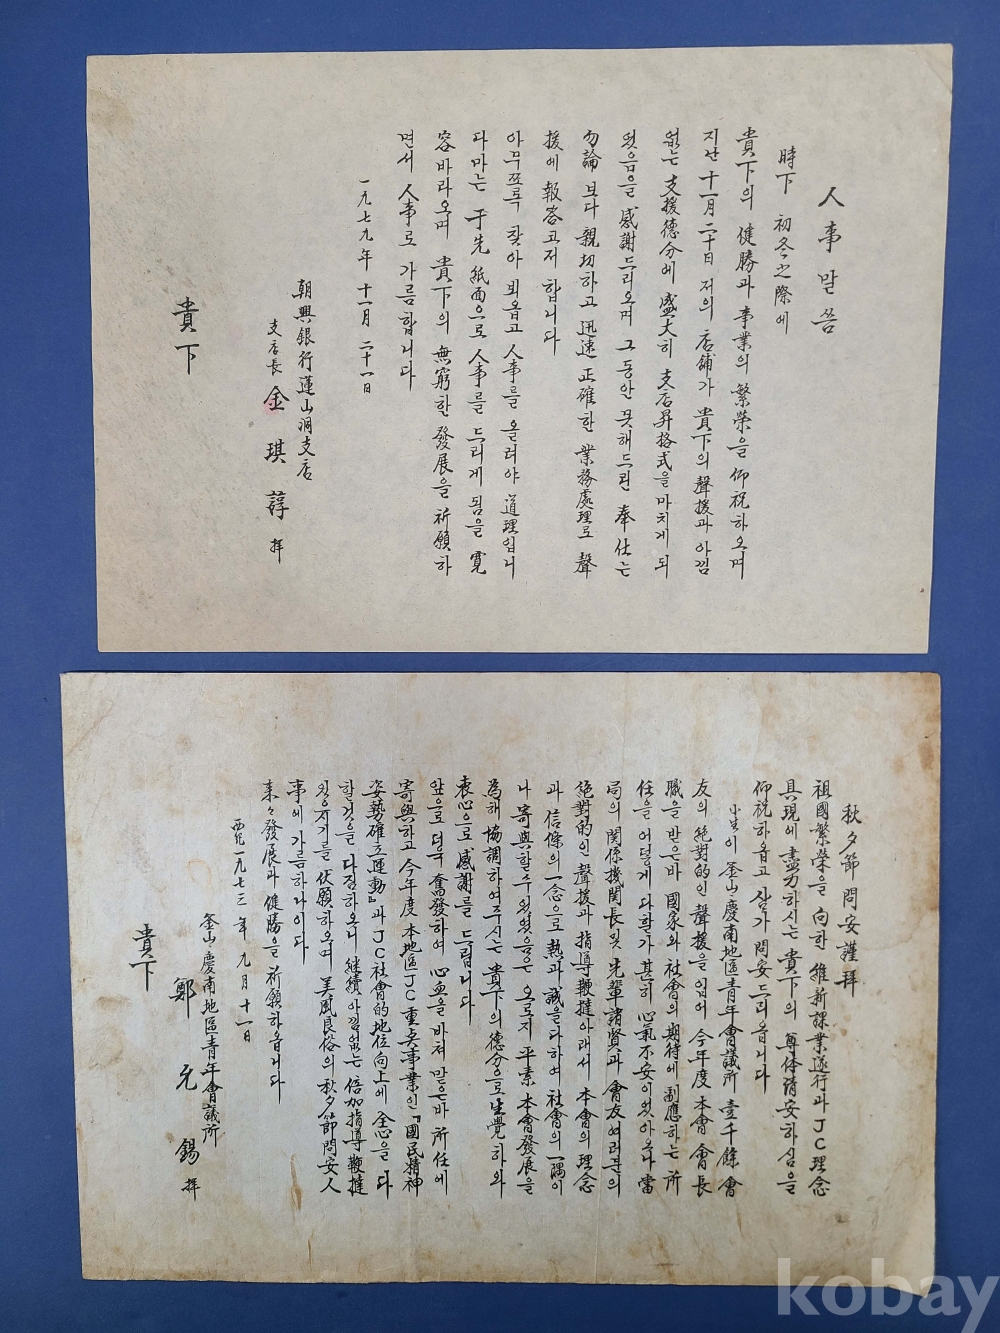 人事말씀
時下 初冬之際에
貴下의 健勝과 事業의 繁榮을 仰祝하오며
지난 十一月 二十日 저의 店舖가 貴下의 聲援과 아낌
없는 支援德分에 盛大히 支店昇格式을 마치게 되
었음을 感謝드리오며 그동안 못해드린 奉仕는
勿論 보다 親切하고 迅速 正確한 業務處理로 聲
援에 報答코저 합니다
아무쪼록 찾아 뵈옵고 人事를 올려야 道理입니
다마는 于先 紙面으로 人事를 드리게 됨을 寬
容바라오며 貴下의 無窮한 發展을 祈願하
면서 人事로 가름합니다
一九七九年 十一月 二十一日
朝興銀行蓮山洞支店
支店長 金琪諄 拜
貴下
秋夕節問安謹拜
祖國繁榮을 向한 維新課業遂行과 JC理念
具現에 盡力하시는 貴下의 尊体淸安하심을
仰祝하옵고 삼가 問安드리옵니다
小生이 釜山慶南地區靑年會議所 壹千餘會
友의 絶對的인 聲援을 입어 今年度 本會 會長
職을 받은바 國家와 社會의 期待에 副應하는 所
任을 어떻게 다할가 甚히 心氣不安이었아오나 當
局의 関係機関長및 先輩諸賢과 會友여러분의
絶對的인 聲援과 指導鞭撻아래서 本會의 理念
과 信條의 一念으로 熱과 誠을다하여 社會의 一隅이
나 寄與할수있었음은 오로지 平素 本會發展을
為해 協調하여주시는 貴下의德分으로 生覺하와
衷心으로 感謝를 드립니다
앞으로 더욱 奮發하여 心血을 바쳐 맡은바 所任에
寄與하고 今年度 本地區JC重点事業인『國民精神
姿勢確立運動』과 JC社會的地位向上에 全心을 다
할것을 다짐하오니 継續 아낌없는 倍加指導鞭撻
있으시기를 伏願하오며 美風良俗의 秋夕節問安人
事에 가름하나이다
来々發展과 健勝을 祈願하옵니다
西紀一九七三年 九月 十一日
釜山・慶南地區靑年會議所
鄭元錫 拜
貴下
kobay